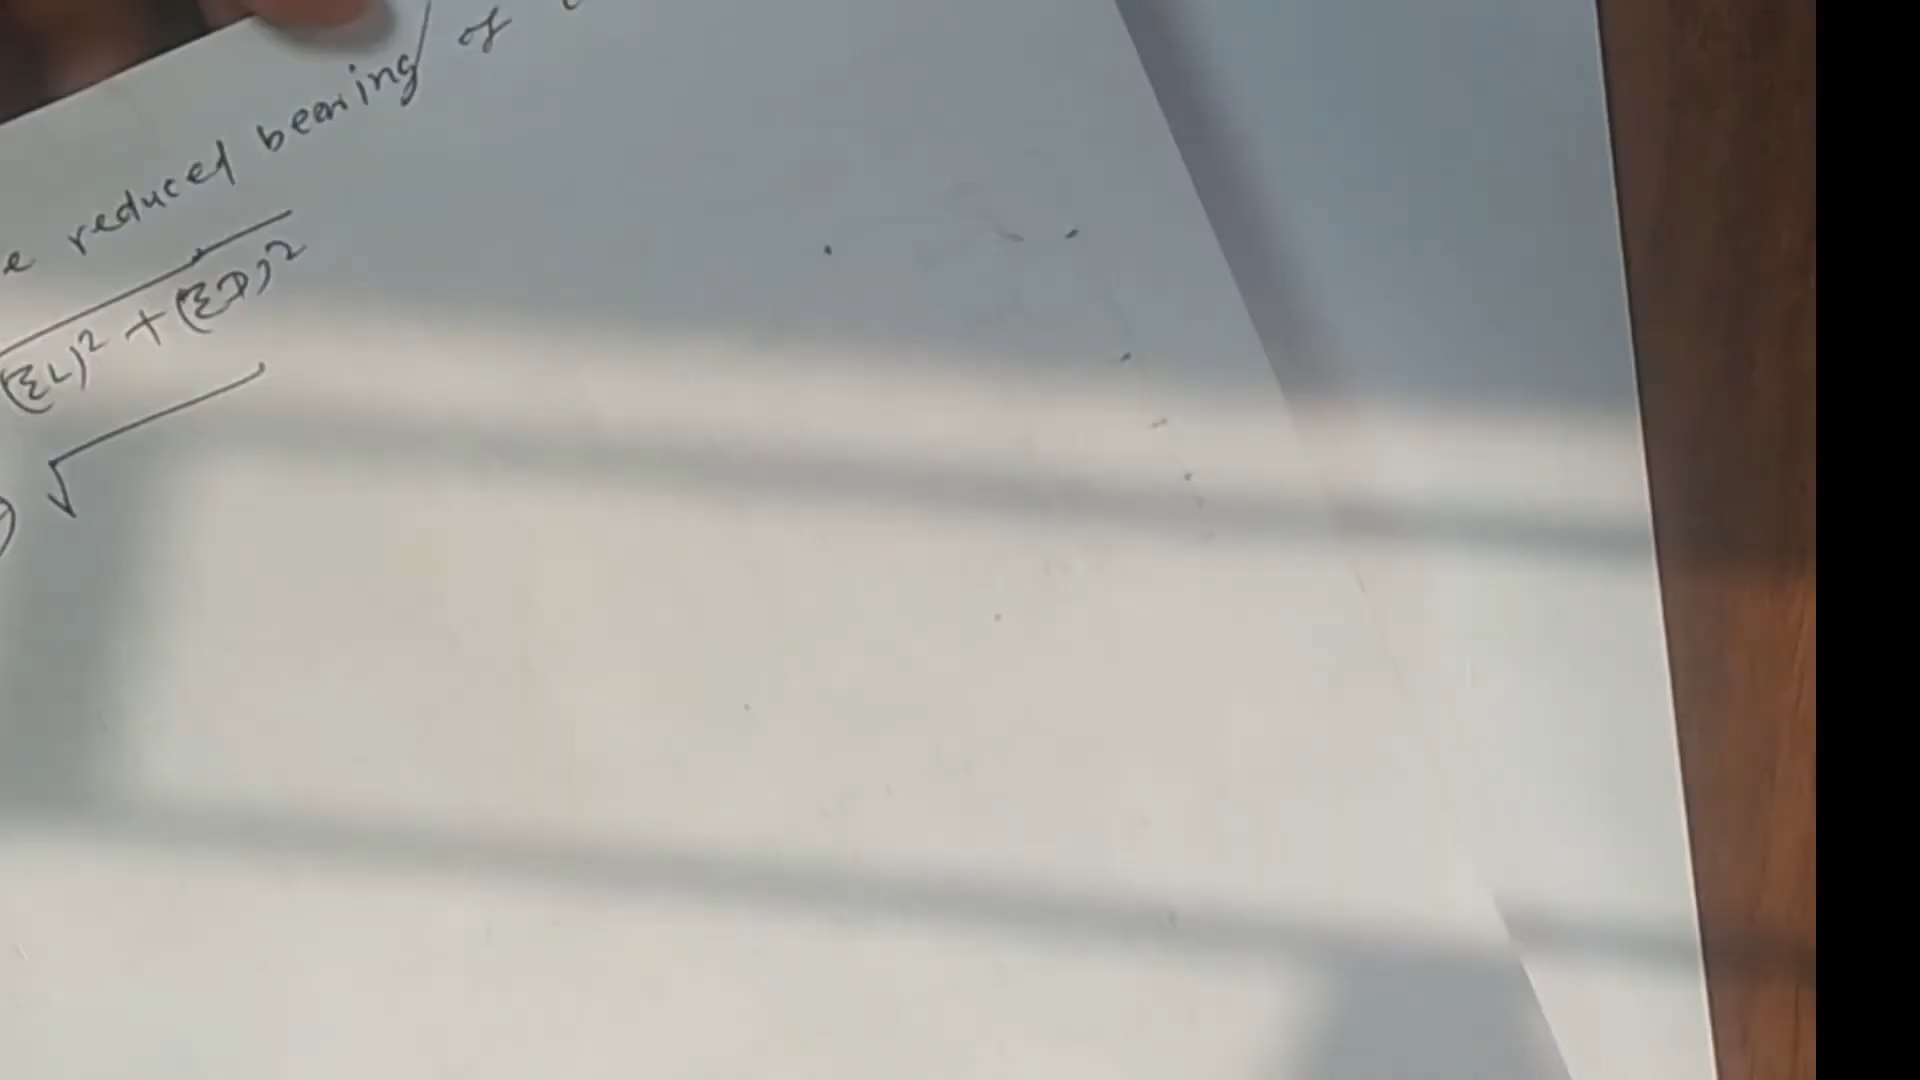 e reduced bearing of
√(ΣL)² + (ΣD)²
) √